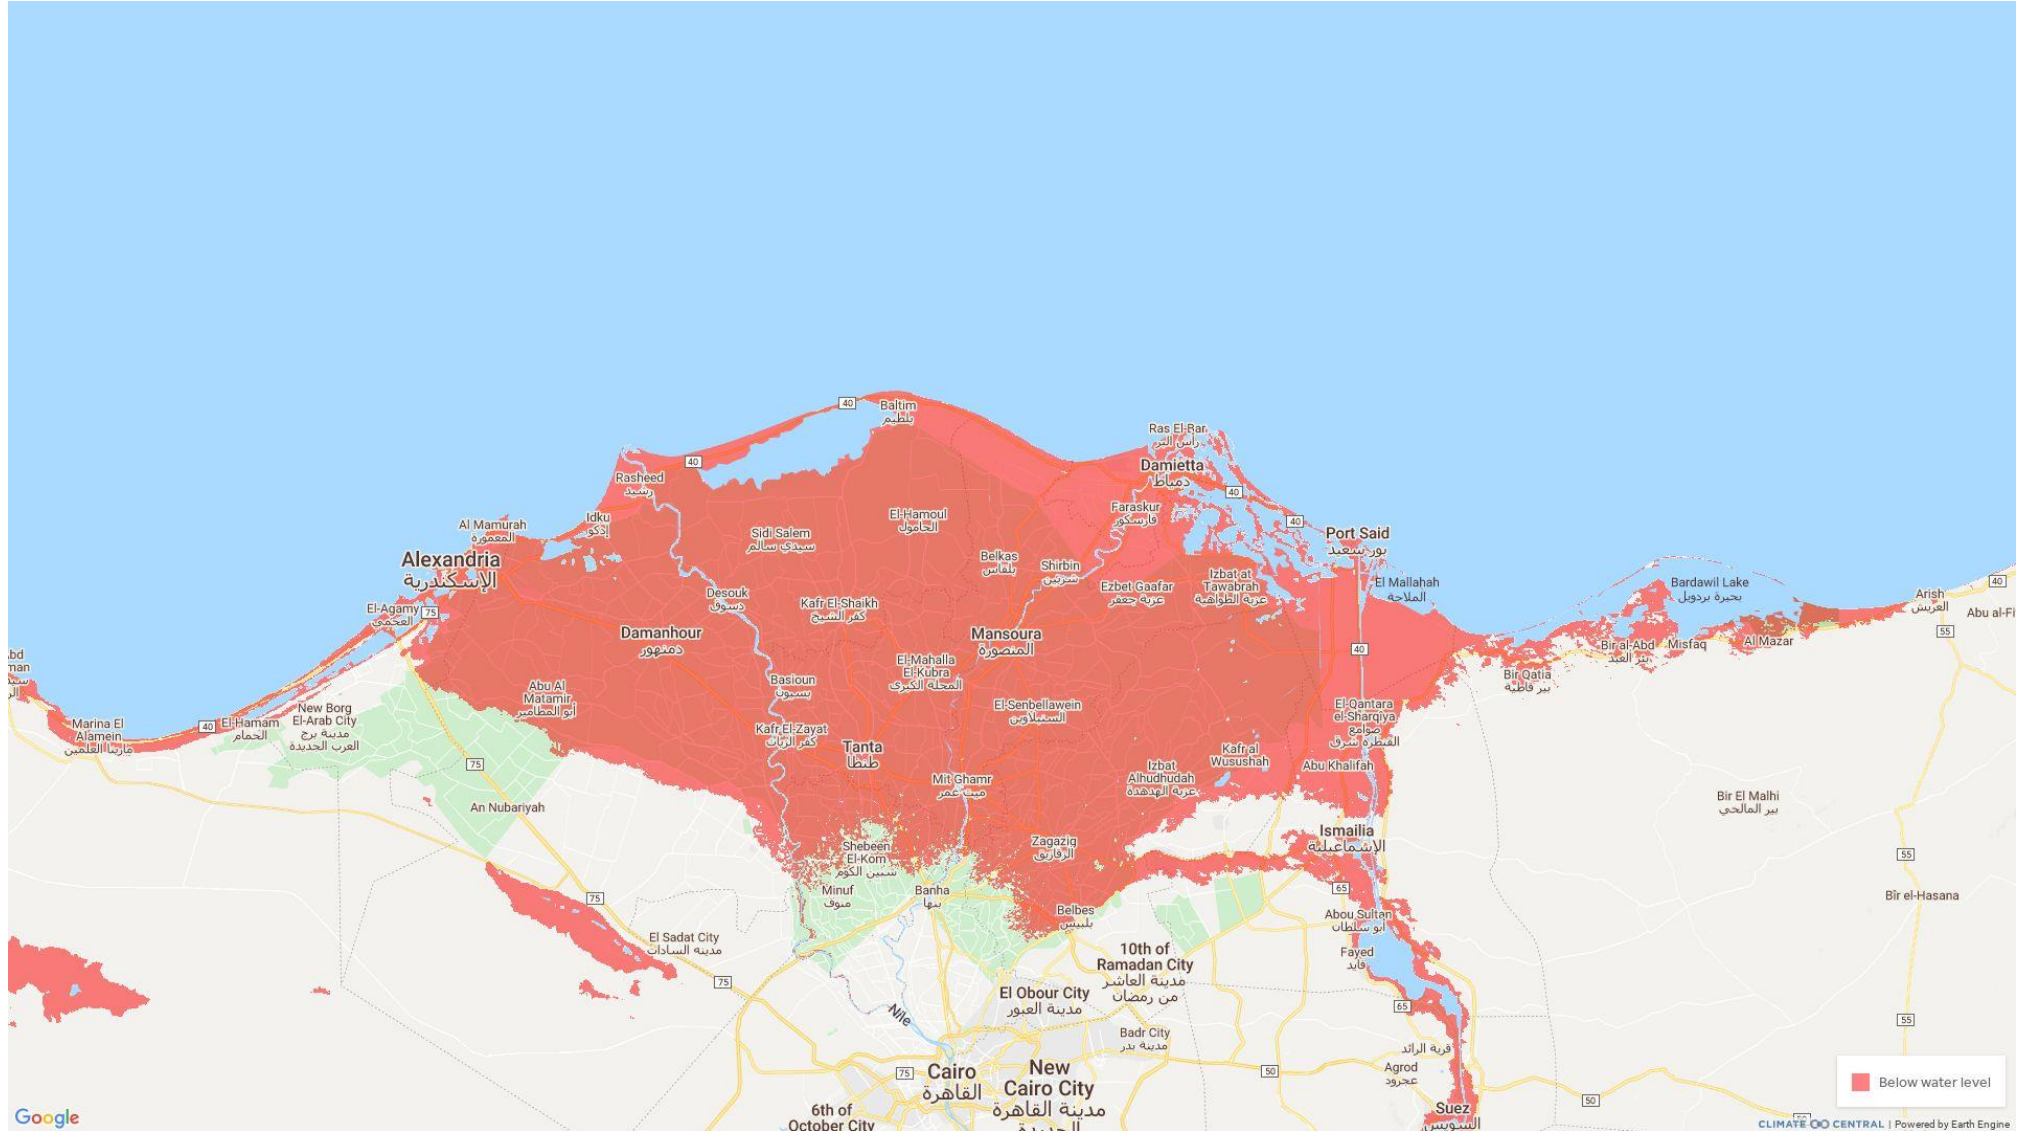 40
Baltim
بلطيم
Ras El-Bar
رأس البر
40
Damietta
دمياط
Rasheed
رشيد
40
Faraskur
فارسكور
Al Mamurah
المعمورة
Idku
إدكو
El-Hamoul
الحامول
40
Sidi Salem
سيدي سالم
Port Said
بورسعيد
Alexandria
الإسكندرية
Belkas
بلقاس
Shirbin
شربين
Ezbet Gaafar
عزبة جعفر
Izbat at
Tawabrah
عزبة الطوابرة
El Mallahah
الملاحة
Bardawil Lake
بحيرة بردويل
40
Arish
العريش
Abu al-Fi
Desouk
دسوق
Kafr El-Shaikh
كفر الشيخ
El-Agamy
العجمي
75
Damanhour
دمنهور
Mansoura
المنصورة
55
40
Bir al-Abd
بئر العبد
Misfaq
Al Mazar
El-Mahalla
El-Kubra
المحلة الكبرى
Basioun
بسيون
Bir Qatia
بير قاطية
Abu Al
Matamir
أبو المطامير
El-Senbellawein
السنبلاوين
El-Qantara
el-Sharqiya
القنطرة شرق
New Borg
El-Arab City
مدينة برج
العرب الجديدة
40
El-Hamam
الحمام
Marina El
Alamein
مارينا العلمين
Kafr El-Zayat
كفر الزيات
Tanta
طنطا
Kafr al
Wusushah
Abu Khalifah
75
Izbat
Alhudhudah
عزبة الهدهدة
Mit Ghamr
ميت غمر
An Nubariyah
Bir El Malhi
بير المالحي
Ismailia
الإسماعيلية
Shebeen
El-Kom
شبين الكوم
Zagazig
الزقازيق
55
Minuf
منوف
Banha
بنها
65
Bîr el-Hasana
75
Belbes
بلبيس
Abou Sultan
أبو سلطان
El Sadat City
مدينة السادات
10th of
Ramadan City
مدينة العاشر
من رمضان
Fayed
فايد
75
El Obour City
مدينة العبور
65
Nile
Badr City
مدينة بدر
55
قرية الرائد
Agrod
عجرود
75
Cairo
القاهرة
New
Cairo City
مدينة القاهرة
50
Below water level
50
6th of
October City
Suez
السويس
Google
CLIMATE CENTRAL | Powered by Earth Engine